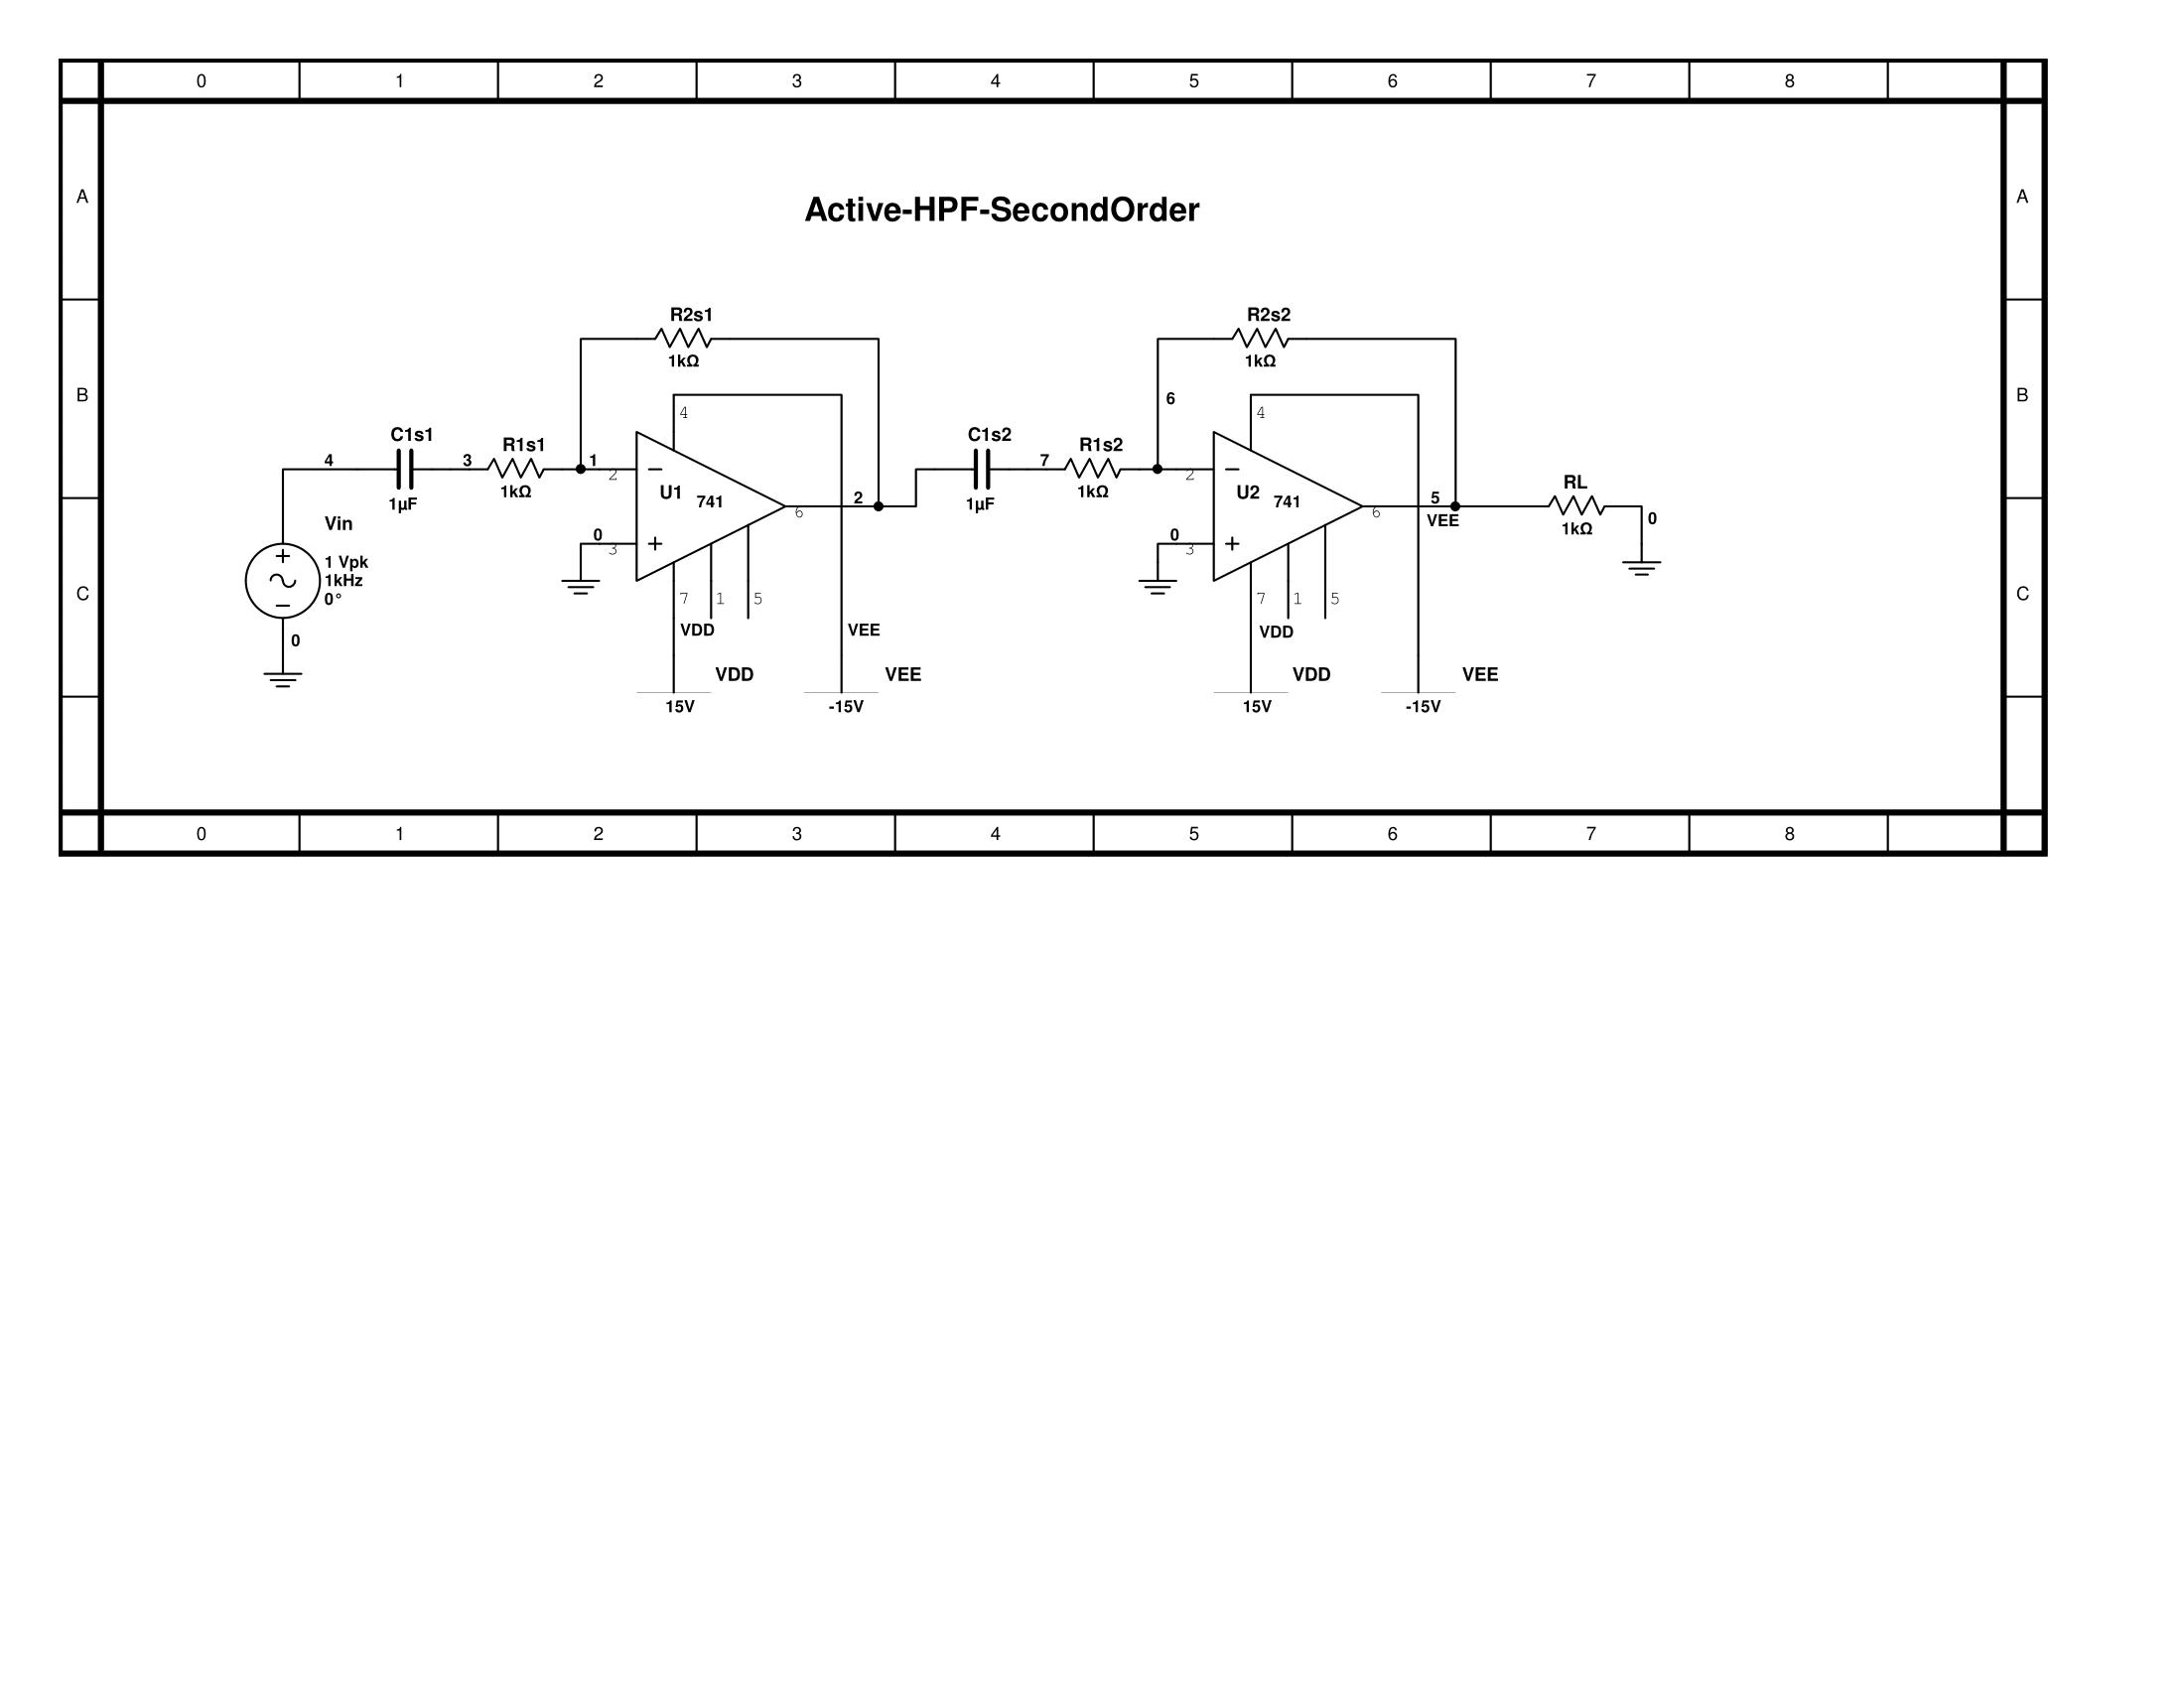 0 1 2 3 4 5 6 7 8
A A
Active-HPF-SecondOrder
R2s1 R2s2
1kΩ 1kΩ
B B
6
4 4
C1s1 R1s1 C1s2 R1s2
4 3 1 7
2 2
1kΩ 1kΩ
1µF 1µF
U1 741 U2 741
2 5
6 6
VEE
RL
1kΩ
0
Vin
0 0
3 3
1 Vpk
1kHz
0°
C C
7 1 5 7 1 5
VDD VEE VDD
0
VDD VEE VDD VEE
15V -15V 15V -15V
0 1 2 3 4 5 6 7 8